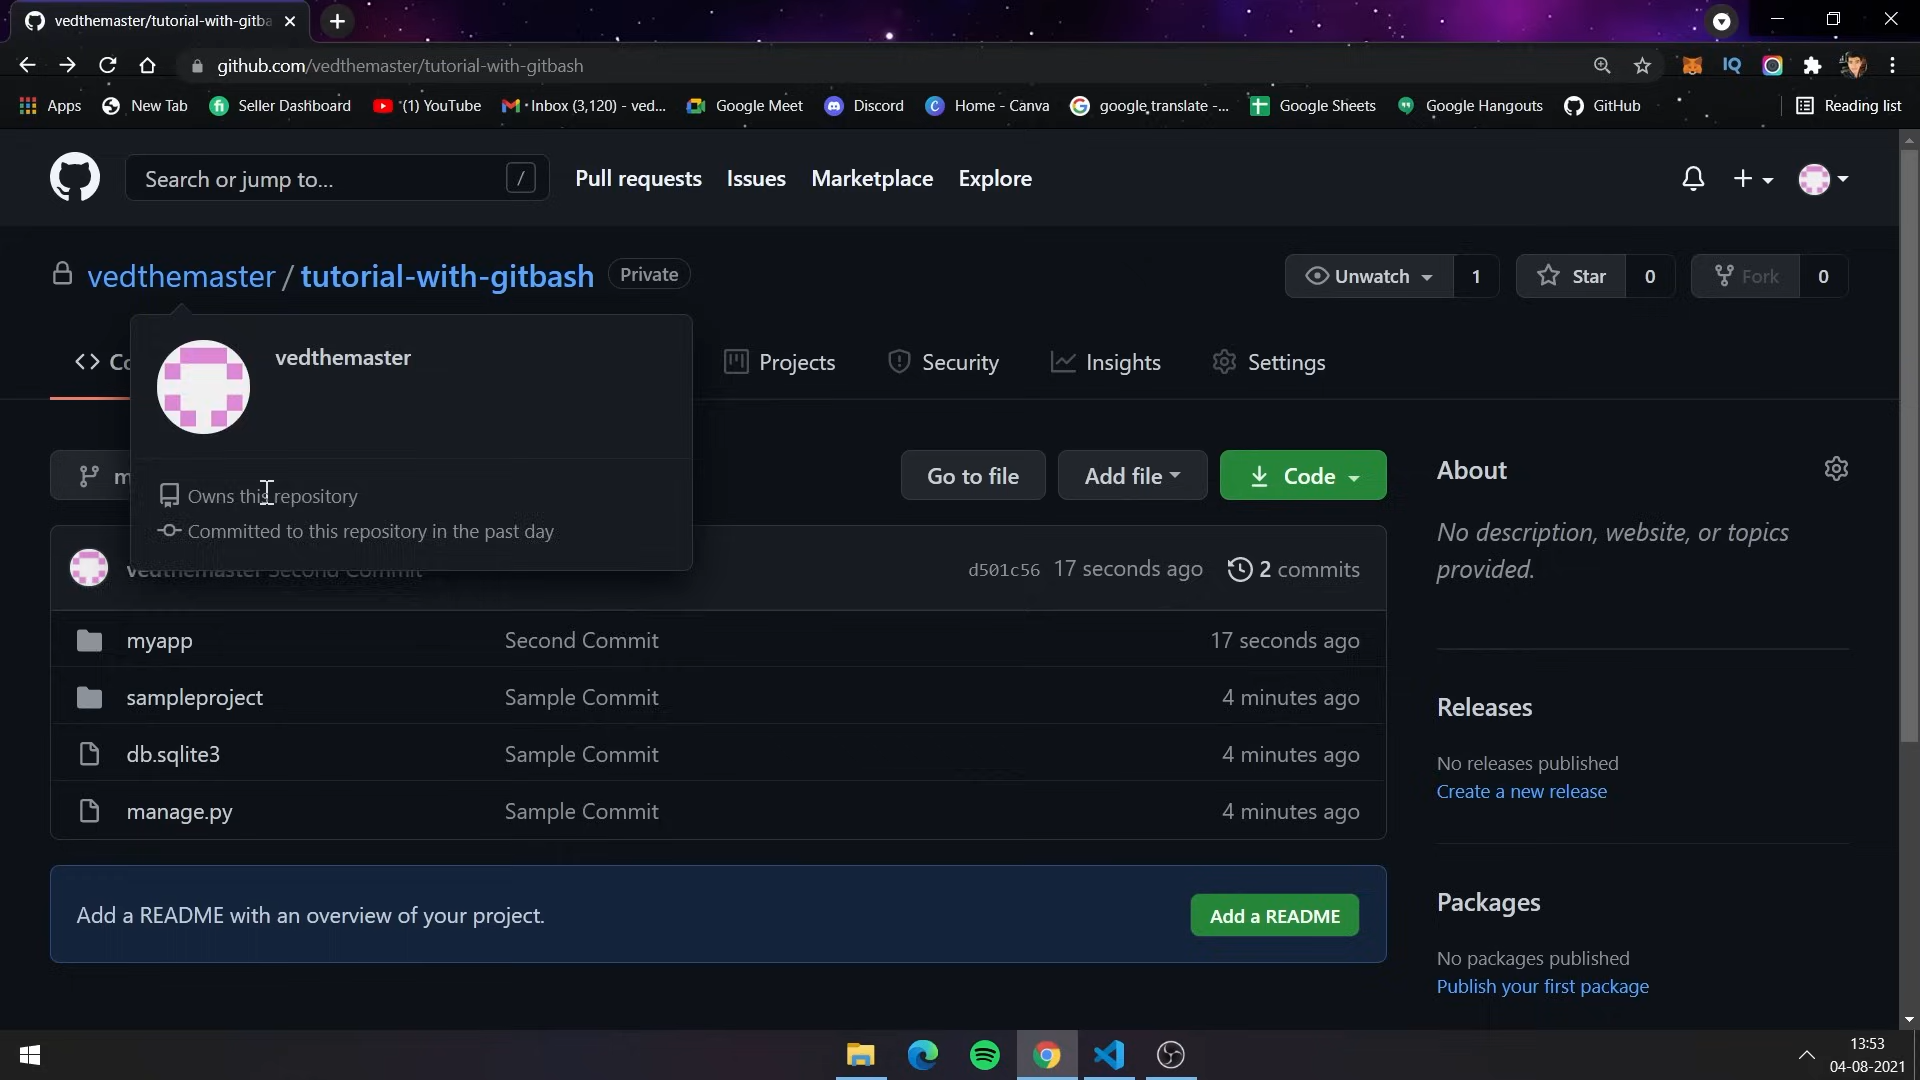 vedthemaster/tutorial-with-gitba
github.com/vedthemaster/tutorial-with-gitbash
IQ
Apps
New Tab
Seller Dashboard
(1) YouTube
Inbox (3,120) - ved...
Google Meet
Discord
Home - Canva
google translate -...
Google Sheets
Google Hangouts
GitHub
Reading list
Search or jump to...
/
Pull requests
Issues
Marketplace
Explore
vedthemaster / tutorial-with-gitbash
Private
Unwatch
1
Star
0
Fork
0
vedthemaster
Owns this repository
Committed to this repository in the past day
Projects
Security
Insights
Settings
Go to file
Add file
Code
About
No description, website, or topics
provided.
vedthemaster Second Commit
d501c56
17 seconds ago
2 commits
myapp
Second Commit
17 seconds ago
sampleproject
Sample Commit
4 minutes ago
db.sqlite3
Sample Commit
4 minutes ago
manage.py
Sample Commit
4 minutes ago
Releases
No releases published
Create a new release
Add a README with an overview of your project.
Add a README
Packages
No packages published
Publish your first package
13:53
04-08-2021